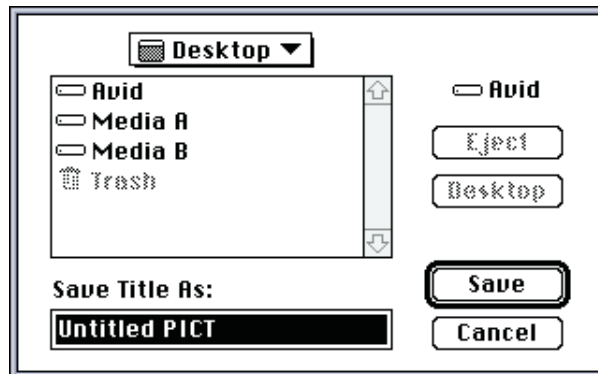 Desktop
Avid
Media A
Media B
Trash
Avid
Eject
Desktop
Save Title As:
Untitled PICT
Save
Cancel